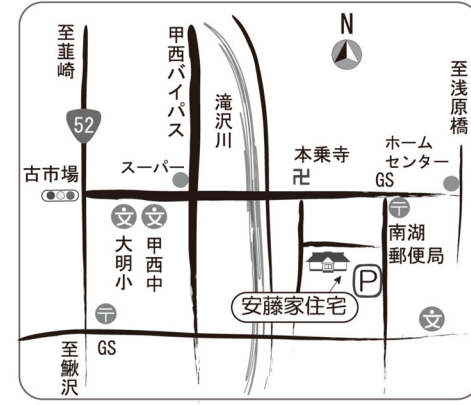 至韮崎
甲西バイパス
滝沢川
N
至浅原橋
52
古市場
スーパー
本乗寺
卍
ホーム
センター
GS
文
文
大明小
甲西中
〒
南湖
郵便局
P
安藤家住宅
〒
GS
文
至鰍沢